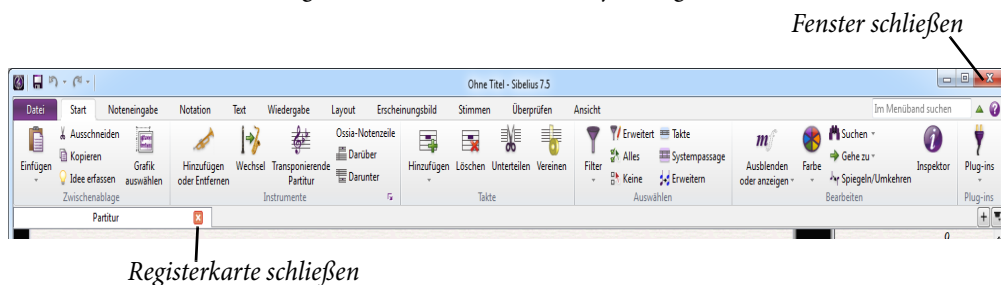 Fenster schließen
Ohne Titel - Sibelius 7.5
Datei Start Noteneingabe Notation Text Wiedergabe Layout Erscheinungsbild Stimmen Überprüfen Ansicht Im Menüband suchen
Einfügen
Ausschneiden
Kopieren
Idee erfassen
Grafik
auswählen
Zwischenablage
Hinzufügen
oder Entfernen
Wechsel
Transponierende
Partitur
Ossia-Notenzeile
Darüber
Darunter
Instrumente
Hinzufügen
Löschen
Unterteilen
Vereinen
Takte
Filter
Erweitert
Alles
Keine
Takte
Systempassage
Erweitern
Auswählen
Ausblenden
oder anzeigen
Farbe
Suchen
Gehe zu
Spiegeln/Umkehren
Inspektor
Bearbeiten
Plug-ins
Plug-ins
Partitur
Registerkarte schließen